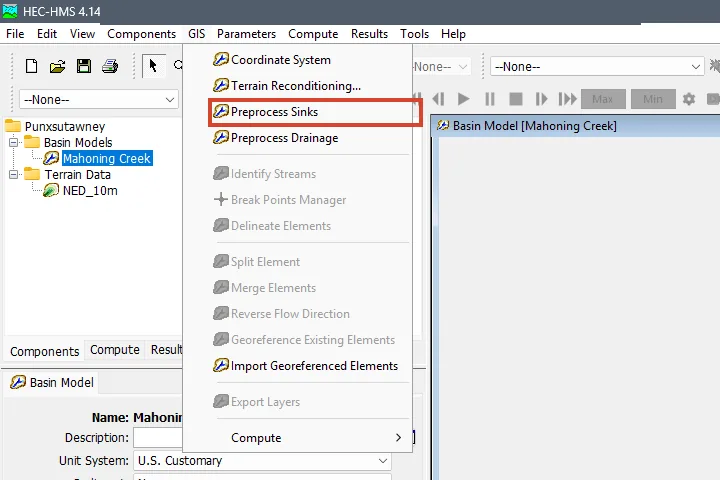 HEC-HMS 4.14
File Edit View Components GIS Parameters Compute Results Tools Help
--None--
--None--
--None--
Max Min
Coordinate System
Terrain Reconditioning...
Preprocess Sinks
Preprocess Drainage
Identify Streams
Break Points Manager
Delineate Elements
Split Element
Merge Elements
Reverse Flow Direction
Georeference Existing Elements
Import Georeferenced Elements
Export Layers
Compute
Punxsutawney
Basin Models
Mahoning Creek
Terrain Data
NED_10m
Components Compute Result
Basin Model [Mahoning Creek]
Basin Model
Name: Mahonin
Description:
Unit System: U.S. Customary